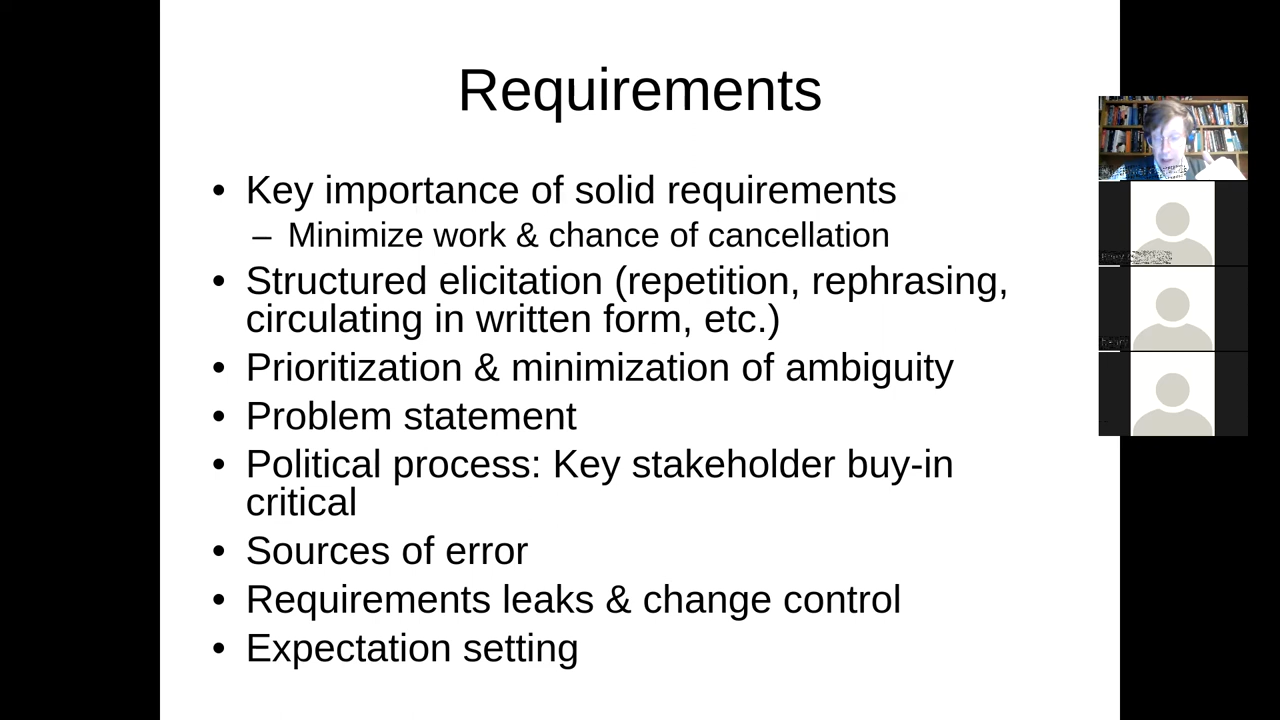 Requirements
• Key importance of solid requirements
– Minimize work & chance of cancellation
• Structured elicitation (repetition, rephrasing,
circulating in written form, etc.)
• Prioritization & minimization of ambiguity
• Problem statement
• Political process: Key stakeholder buy-in
critical
• Sources of error
• Requirements leaks & change control
• Expectation setting